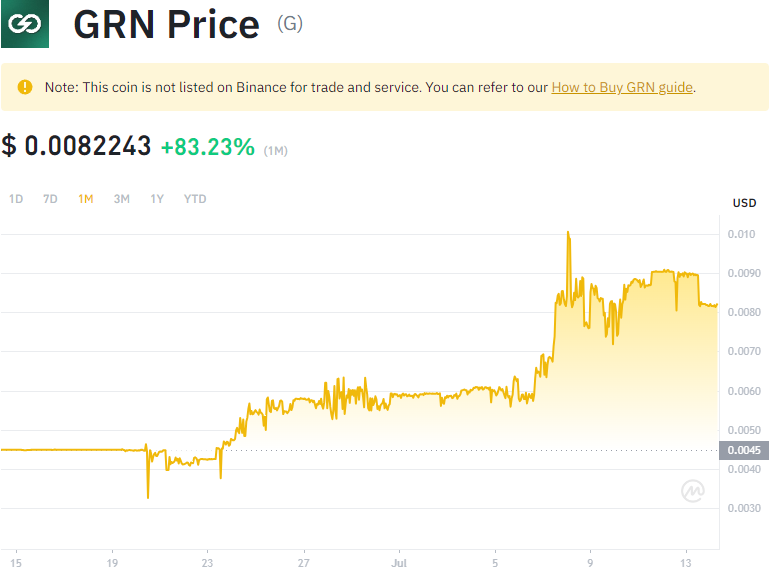 GRN Price (G)
Note: This coin is not listed on Binance for trade and service. You can refer to our How to Buy GRN guide.
$ 0.0082243 +83.23% (1M)
1D 7D 1M 3M 1Y YTD
USD
0.010
0.0090
0.0080
0.0070
0.0060
0.0050
0.0045
0.0040
0.0030
15 19 23 27 Jul 5 9 13